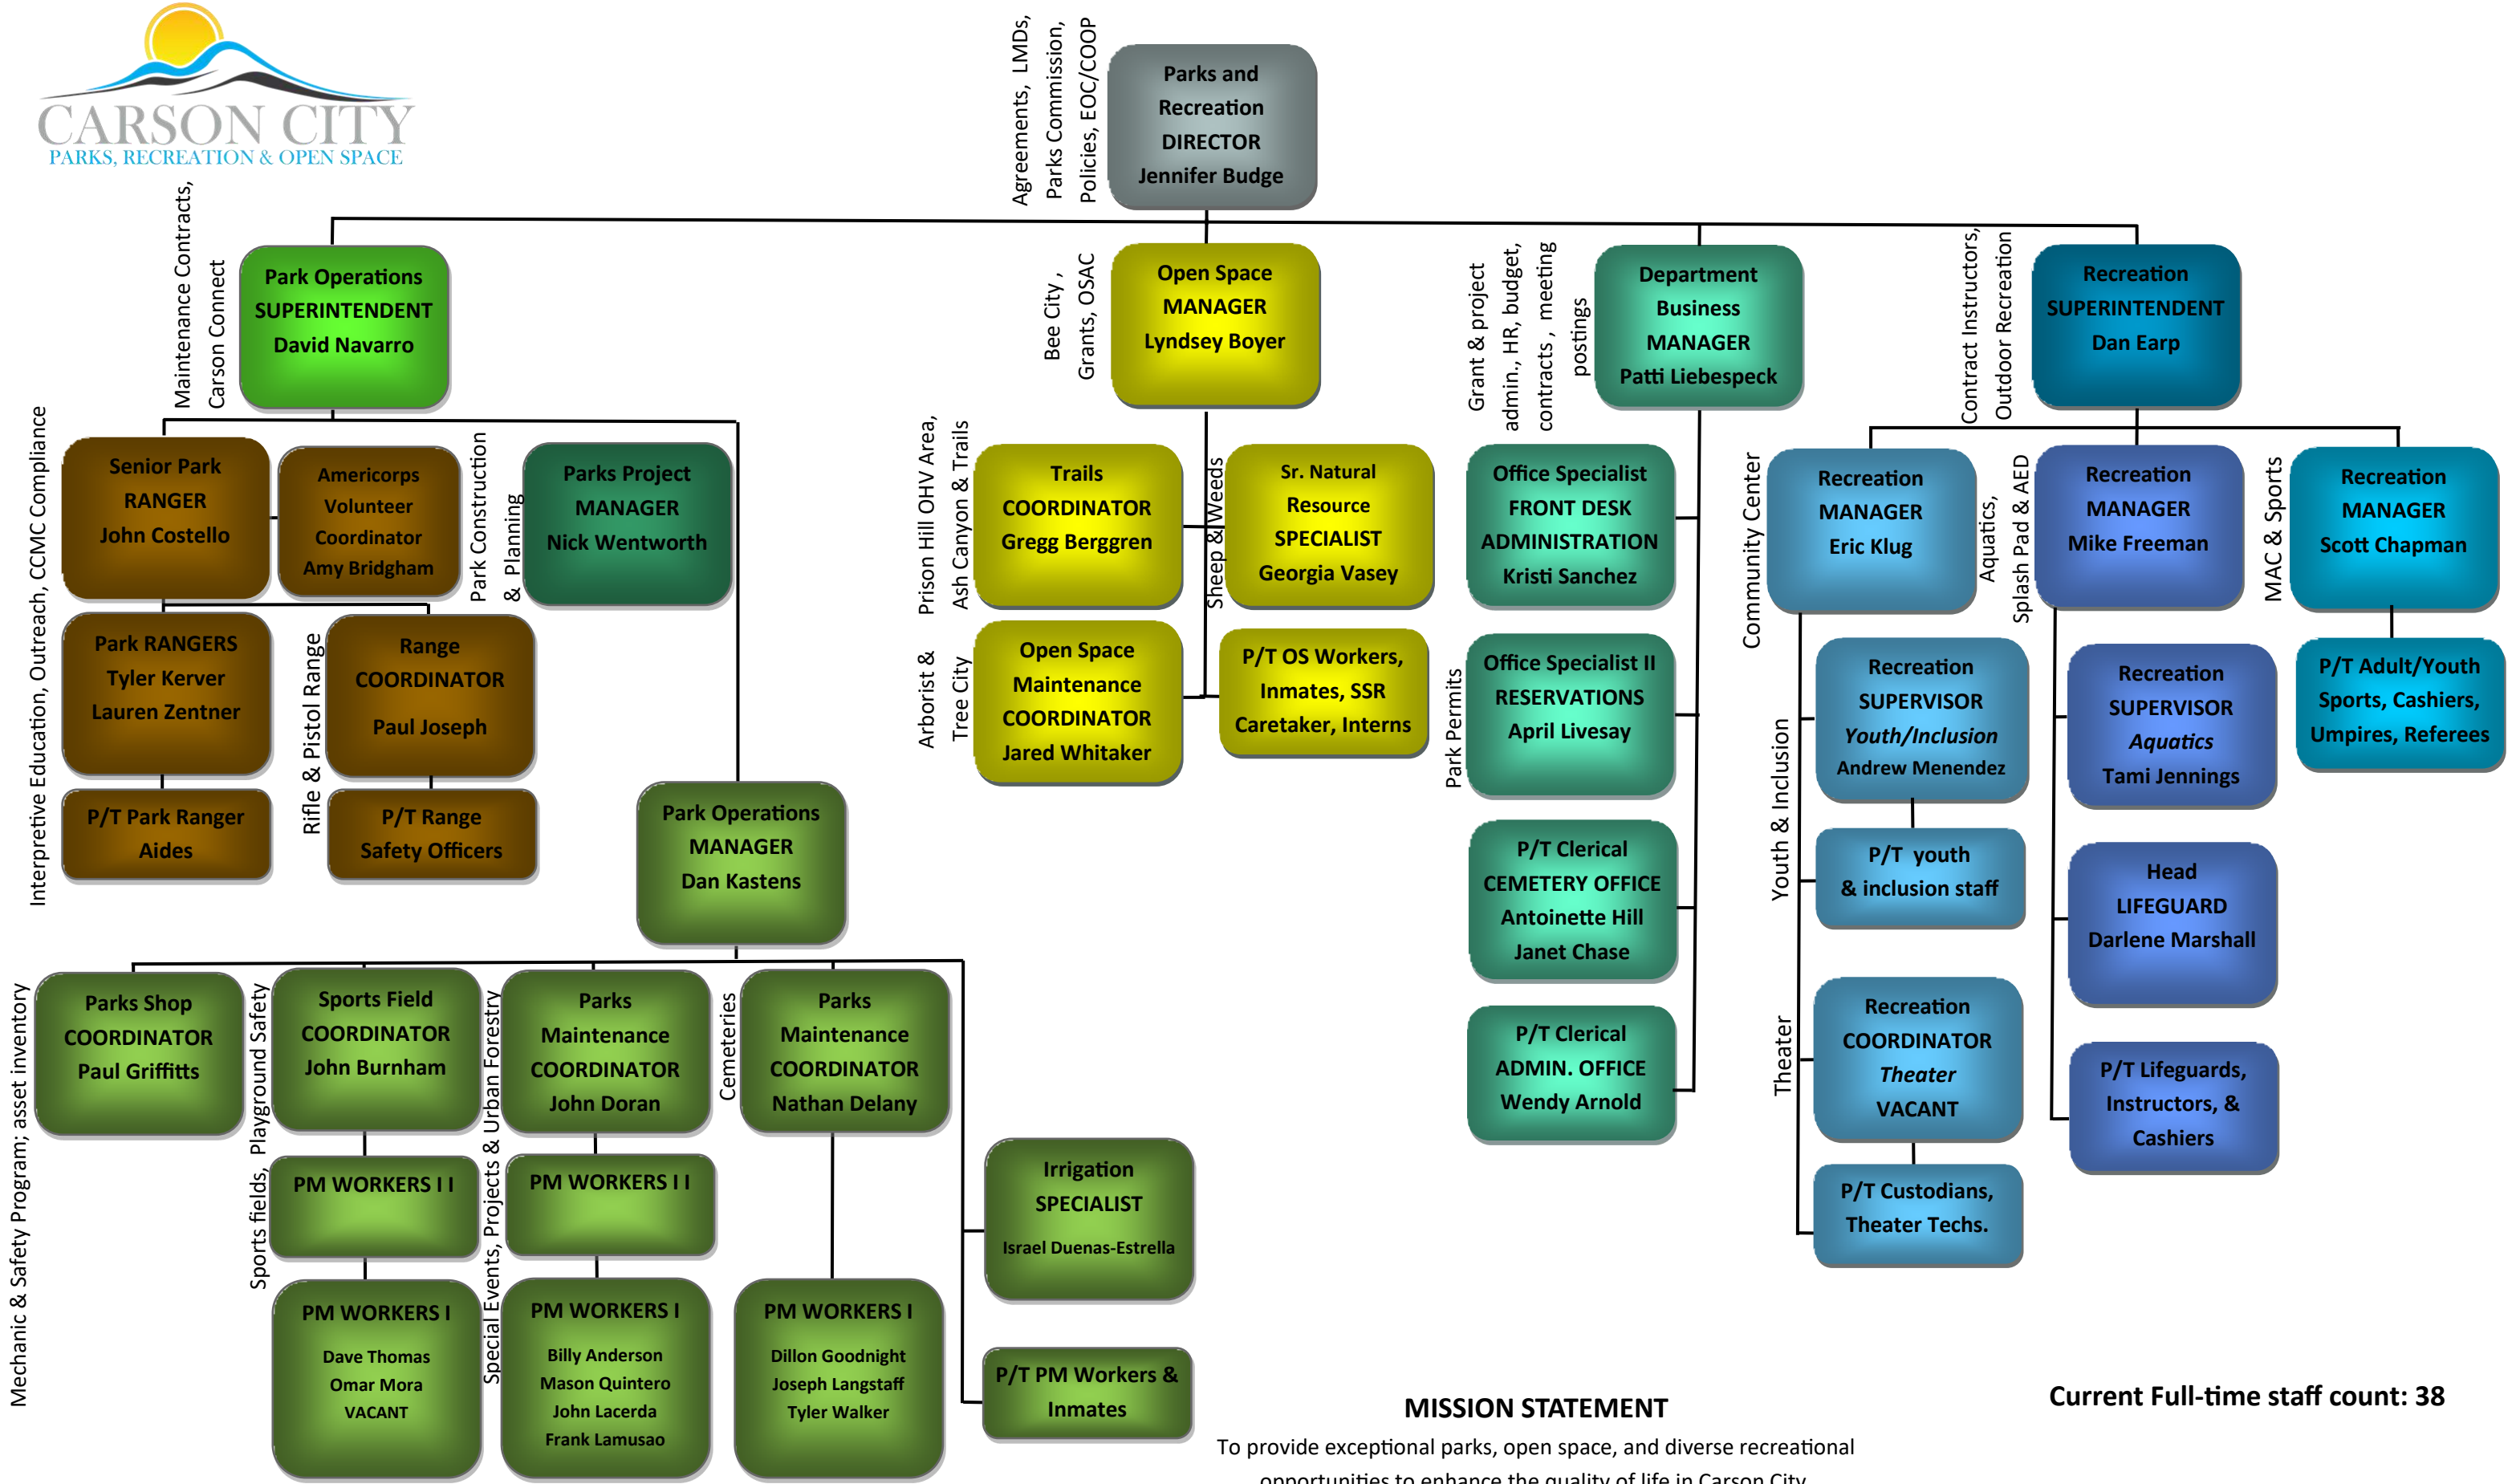 CARSON CITY
PARKS, RECREATION & OPEN SPACE
Agreements, LMDs,
Parks Commission,
Policies, EOC/COOP
Parks and
Recreation
DIRECTOR
Jennifer Budge
Maintenance Contracts,
Carson Connect
Park Operations
SUPERINTENDENT
David Navarro
Bee City ,
Grants, OSAC
Open Space
MANAGER
Lyndsey Boyer
Grant & project
admin., HR, budget,
contracts , meeting
postings
Department
Business
MANAGER
Patti Liebespeck
Contract Instructors,
Outdoor Recreation
Recreation
SUPERINTENDENT
Dan Earp
Interpretive Education, Outreach, CCMC Compliance
Senior Park
RANGER
John Costello
Americorps
Volunteer
Coordinator
Amy Bridgham
Park Construction
& Planning
Parks Project
MANAGER
Nick Wentworth
Park RANGERS
Tyler Kerver
Lauren Zentner
Rifle & Pistol Range
Range
COORDINATOR
Paul Joseph
P/T Park Ranger
Aides
P/T Range
Safety Officers
Park Operations
MANAGER
Dan Kastens
Prison Hill OHV Area,
Ash Canyon & Trails
Trails
COORDINATOR
Gregg Berggren
Sheep & Weeds
Sr. Natural
Resource
SPECIALIST
Georgia Vasey
Arborist &
Tree City
Open Space
Maintenance
COORDINATOR
Jared Whitaker
P/T OS Workers,
Inmates, SSR
Caretaker, Interns
Office Specialist
FRONT DESK
ADMINISTRATION
Kristi Sanchez
Park Permits
Office Specialist II
RESERVATIONS
April Livesay
P/T Clerical
CEMETERY OFFICE
Antoinette Hill
Janet Chase
P/T Clerical
ADMIN. OFFICE
Wendy Arnold
Community Center
Recreation
MANAGER
Eric Klug
Aquatics,
Splash Pad & AED
Recreation
MANAGER
Mike Freeman
MAC & Sports
Recreation
MANAGER
Scott Chapman
Youth & Inclusion
Recreation
SUPERVISOR
Youth/Inclusion
Andrew Menendez
P/T youth
& inclusion staff
Theater
Recreation
COORDINATOR
Theater
VACANT
P/T Custodians,
Theater Techs.
Recreation
SUPERVISOR
Aquatics
Tami Jennings
Head
LIFEGUARD
Darlene Marshall
P/T Lifeguards,
Instructors, &
Cashiers
P/T Adult/Youth
Sports, Cashiers,
Umpires, Referees
Mechanic & Safety Program; asset inventory
Parks Shop
COORDINATOR
Paul Griffitts
Sports fields, Playground Safety
Sports Field
COORDINATOR
John Burnham
PM WORKERS I I
PM WORKERS I
Dave Thomas
Omar Mora
VACANT
Special Events, Projects & Urban Forestry
Parks
Maintenance
COORDINATOR
John Doran
PM WORKERS I I
PM WORKERS I
Billy Anderson
Mason Quintero
John Lacerda
Frank Lamusao
Cemeteries
Parks
Maintenance
COORDINATOR
Nathan Delany
PM WORKERS I
Dillon Goodnight
Joseph Langstaff
Tyler Walker
Irrigation
SPECIALIST
Israel Duenas-Estrella
P/T PM Workers &
Inmates
MISSION STATEMENT
To provide exceptional parks, open space, and diverse recreational
opportunities to enhance the quality of life in Carson City.
Current Full-time staff count: 38